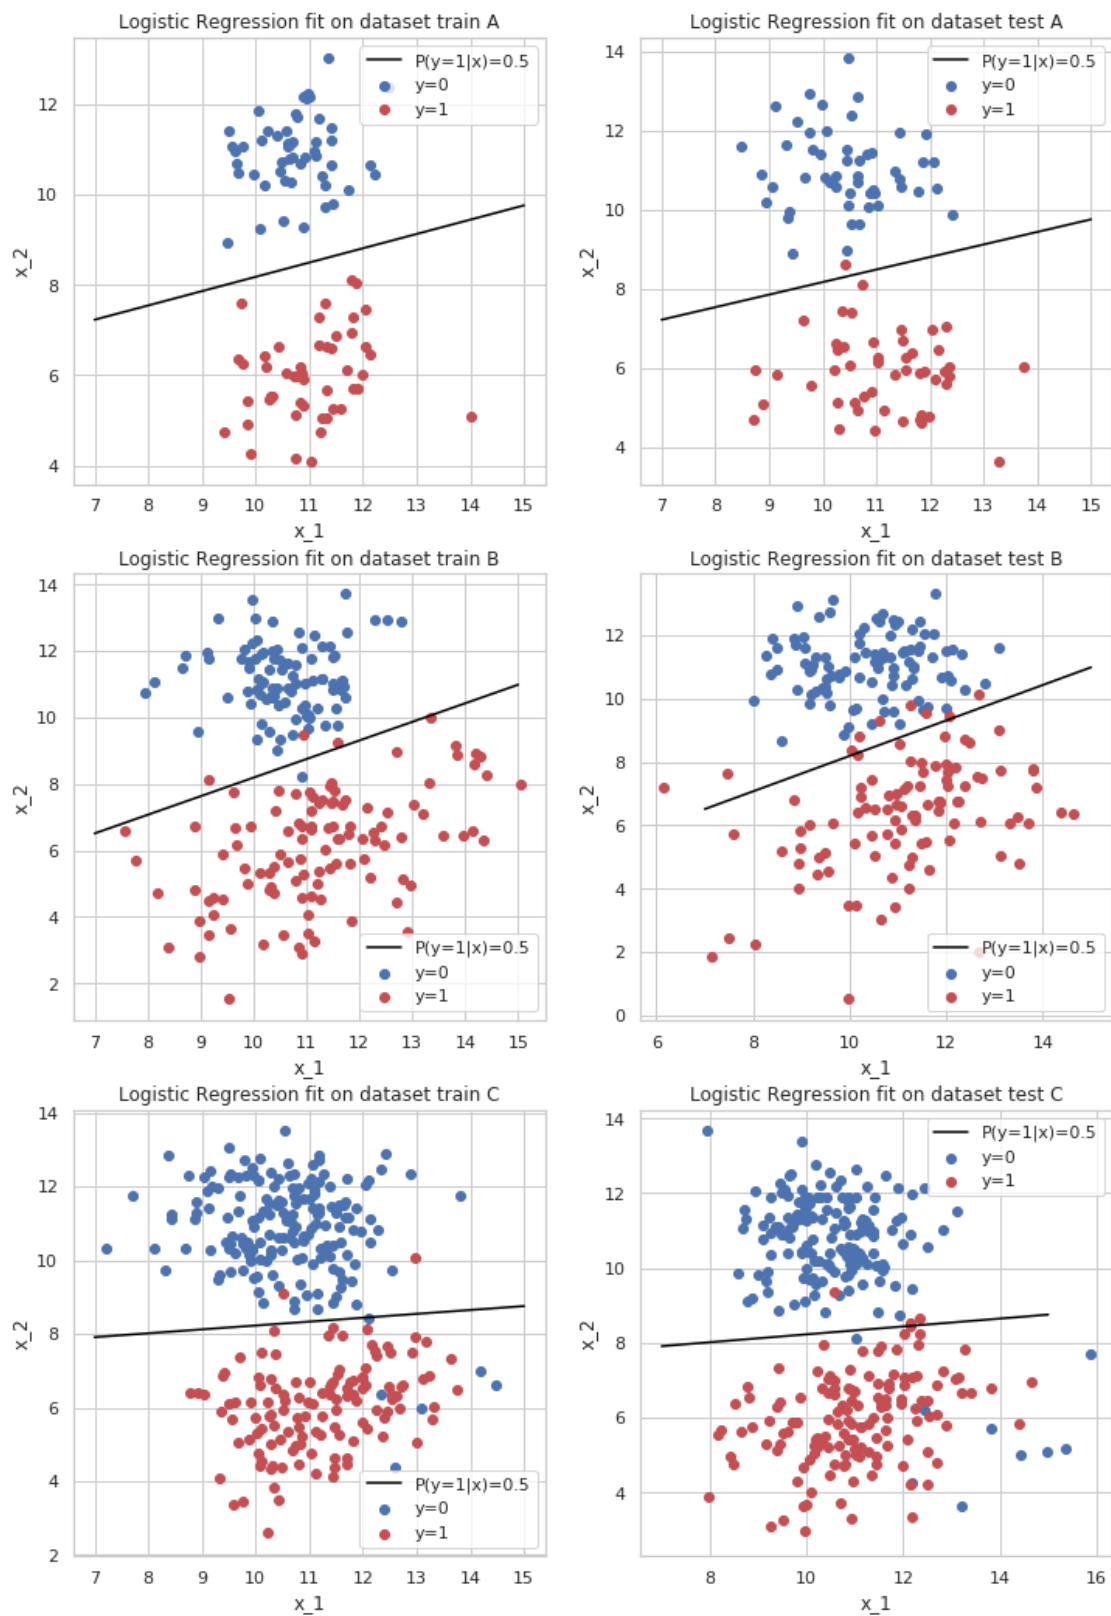 Logistic Regression fit on dataset train A
P(y=1|x)=0.5
y=0
y=1
12
10
8
6
4
x_2
7 8 9 10 11 12 13 14 15
x_1
Logistic Regression fit on dataset test A
P(y=1|x)=0.5
y=0
y=1
14
12
10
8
6
4
x_2
7 8 9 10 11 12 13 14 15
x_1
Logistic Regression fit on dataset train B
14
12
10
8
6
4
2
x_2
P(y=1|x)=0.5
y=0
y=1
7 8 9 10 11 12 13 14 15
x_1
Logistic Regression fit on dataset test B
12
10
8
6
4
2
0
x_2
P(y=1|x)=0.5
y=0
y=1
6 8 10 12 14
x_1
Logistic Regression fit on dataset train C
14
12
10
8
6
4
2
x_2
P(y=1|x)=0.5
y=0
y=1
7 8 9 10 11 12 13 14 15
x_1
Logistic Regression fit on dataset test C
P(y=1|x)=0.5
y=0
y=1
14
12
10
8
6
4
x_2
8 10 12 14 16
x_1